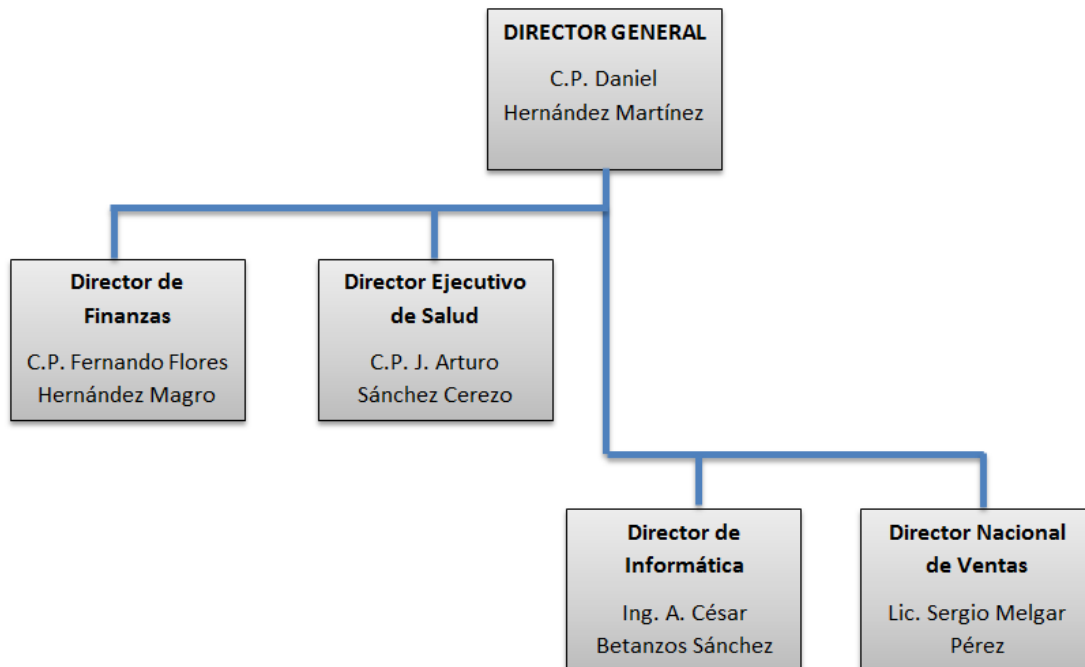 DIRECTOR GENERAL
C.P. Daniel
Hernández Martínez
Director de
Finanzas
C.P. Fernando Flores
Hernández Magro
Director Ejecutivo
de Salud
C.P. J. Arturo
Sánchez Cerezo
Director de
Informática
Ing. A. César
Betanzos Sánchez
Director Nacional
de Ventas
Lic. Sergio Melgar
Pérez